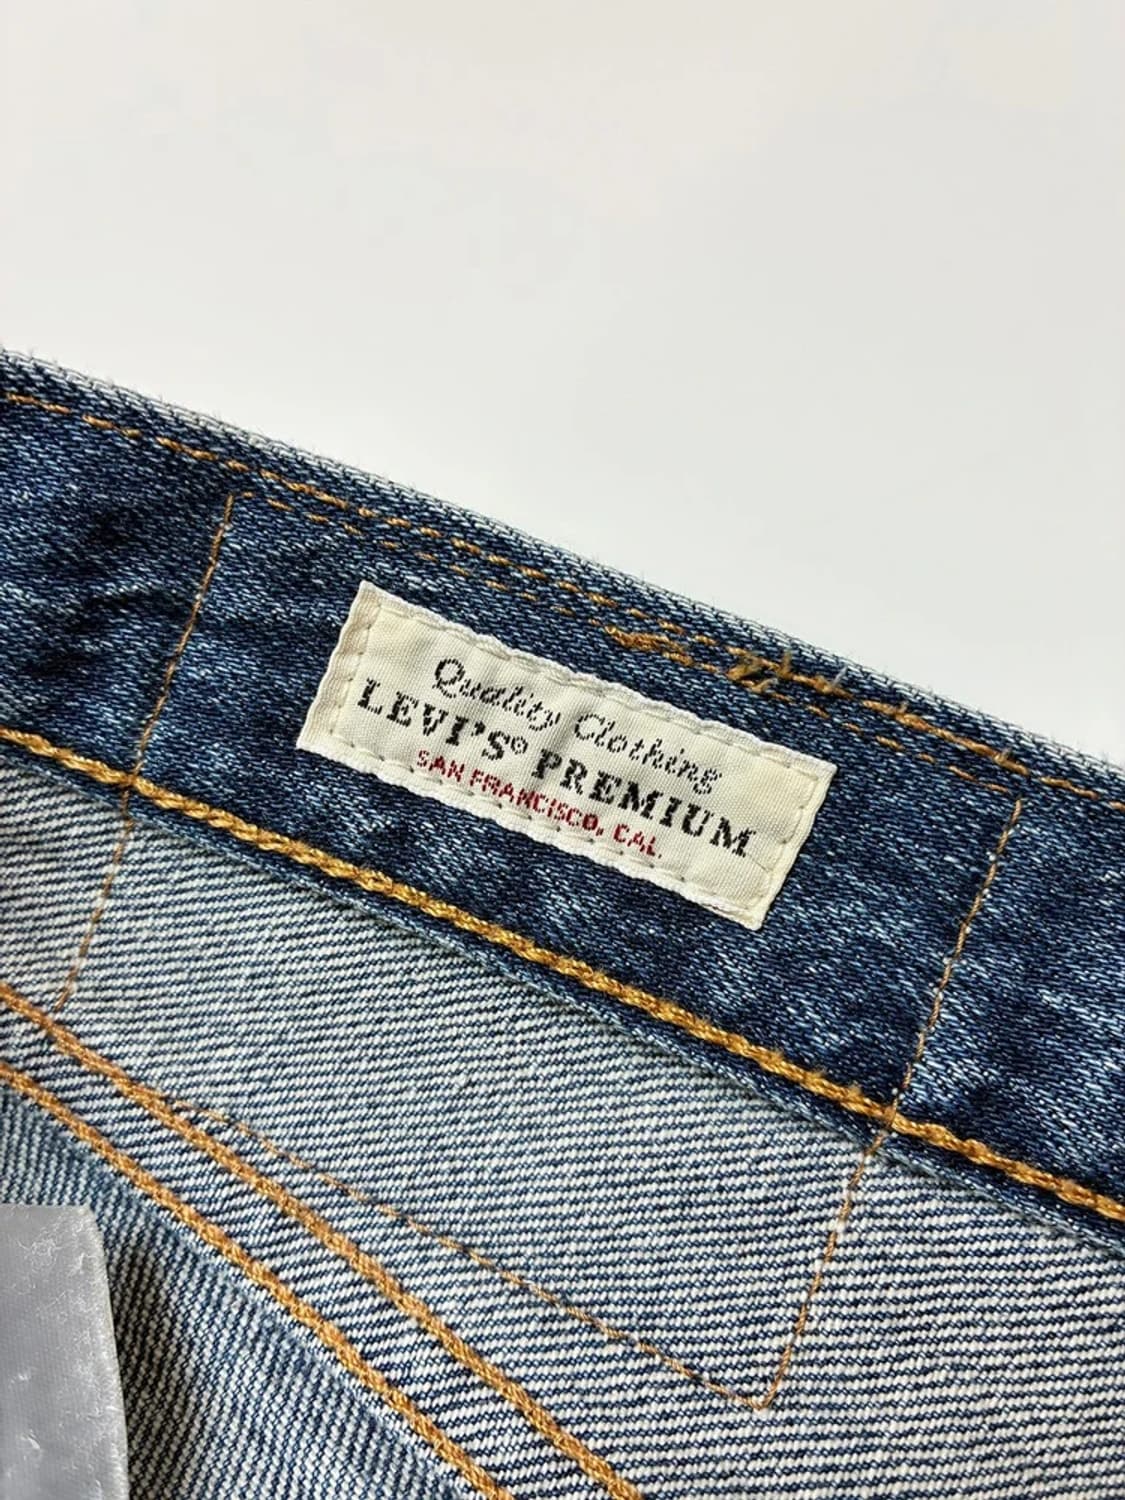 Quality Clothing
LEVI'S® PREMIUM
SAN FRANCISCO, CAL.